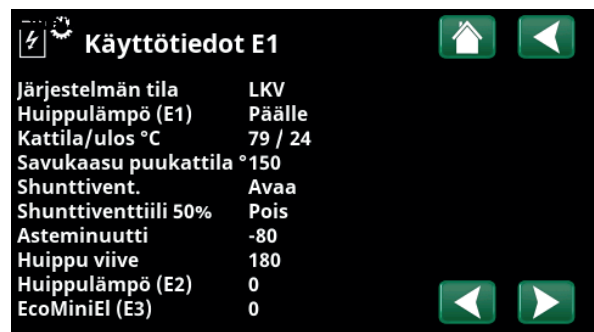 Käyttötiedot E1
Järjestelmän tila LKV
Huippulämpö (E1) Päälle
Kattila/ulos °C 79 / 24
Savukaasu puukattila °150
Shunttivent. Avaa
Shunttiventtiili 50% Pois
Asteminuutti -80
Huippu viive 180
Huippulämpö (E2) 0
EcoMiniEl (E3) 0